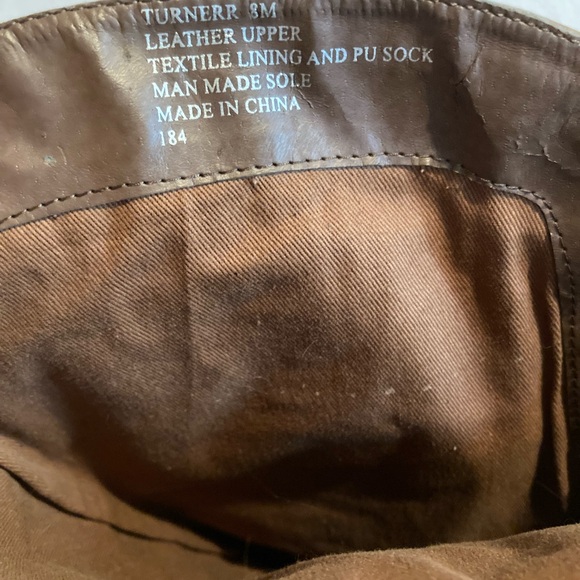 TURNERR 8M
LEATHER UPPER
TEXTILE LINING AND PU SOCK
MAN MADE SOLE
MADE IN CHINA
184